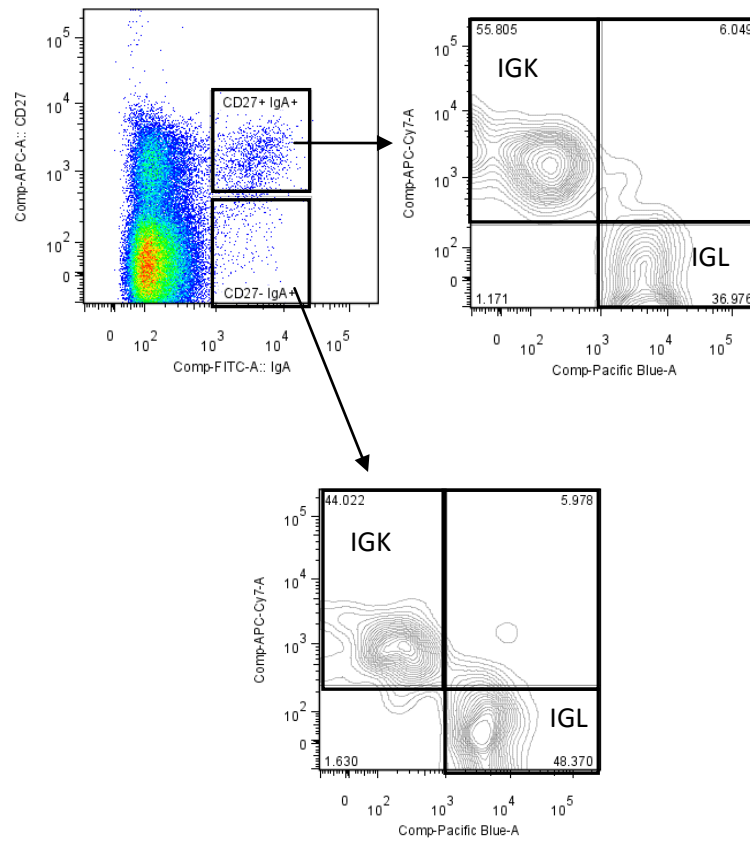 Comp-APC-A:: CD27
10^5
10^4
10^3
10^2
0
CD27+ IgA+
CD27- IgA+
0 10^2 10^3 10^4 10^5
Comp-FITC-A:: IgA
Comp-APC-Cy7-A
10^5
10^4
10^3
10^2
0
55.805 6.049
IGK
IGL
1.171 36.976
0 10^2 10^3 10^4 10^5
Comp-Pacific Blue-A
Comp-APC-Cy7-A
10^5
10^4
10^3
10^2
0
44.022 5.978
IGK
IGL
1.630 48.370
0 10^2 10^3 10^4 10^5
Comp-Pacific Blue-A